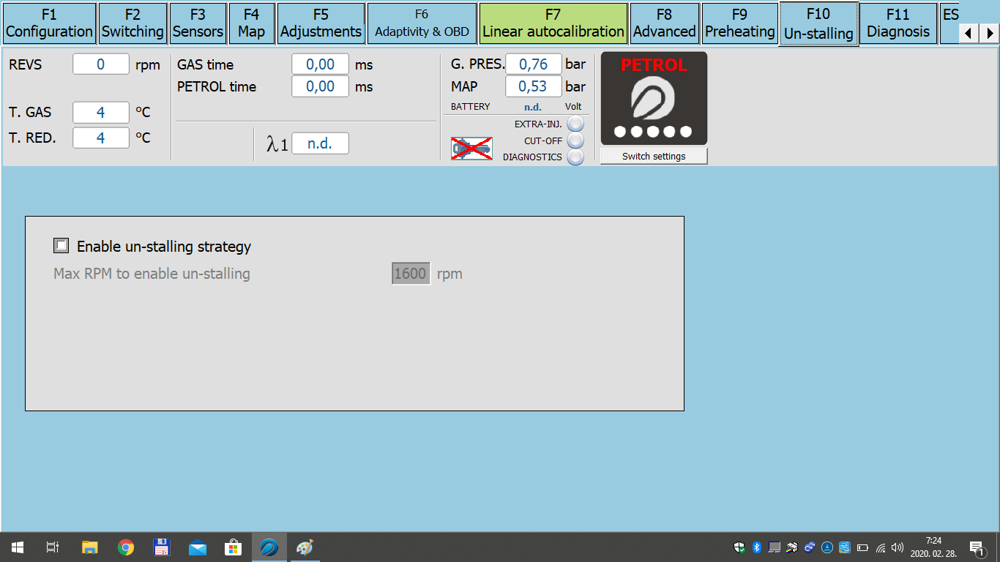 F1 F2 F3 F4 F5 F6 F7 F8 F9 F10 F11 ES
Configuration Switching Sensors Map Adjustments Adaptivity & OBD Linear autocalibration Advanced Preheating Un-stalling Diagnosis
REVS 0 rpm GAS time 0,00 ms G. PRES. 0,76 bar PETROL
PETROL time 0,00 ms MAP 0,53 bar
T. GAS 4 °C BATTERY n.d. Volt
T. RED. 4 °C λ1 n.d. EXTRA-INJ.
CUT-OFF
DIAGNOSTICS Switch settings
Enable un-stalling strategy
Max RPM to enable un-stalling 1600 rpm
7:24
2020. 02. 28.
1